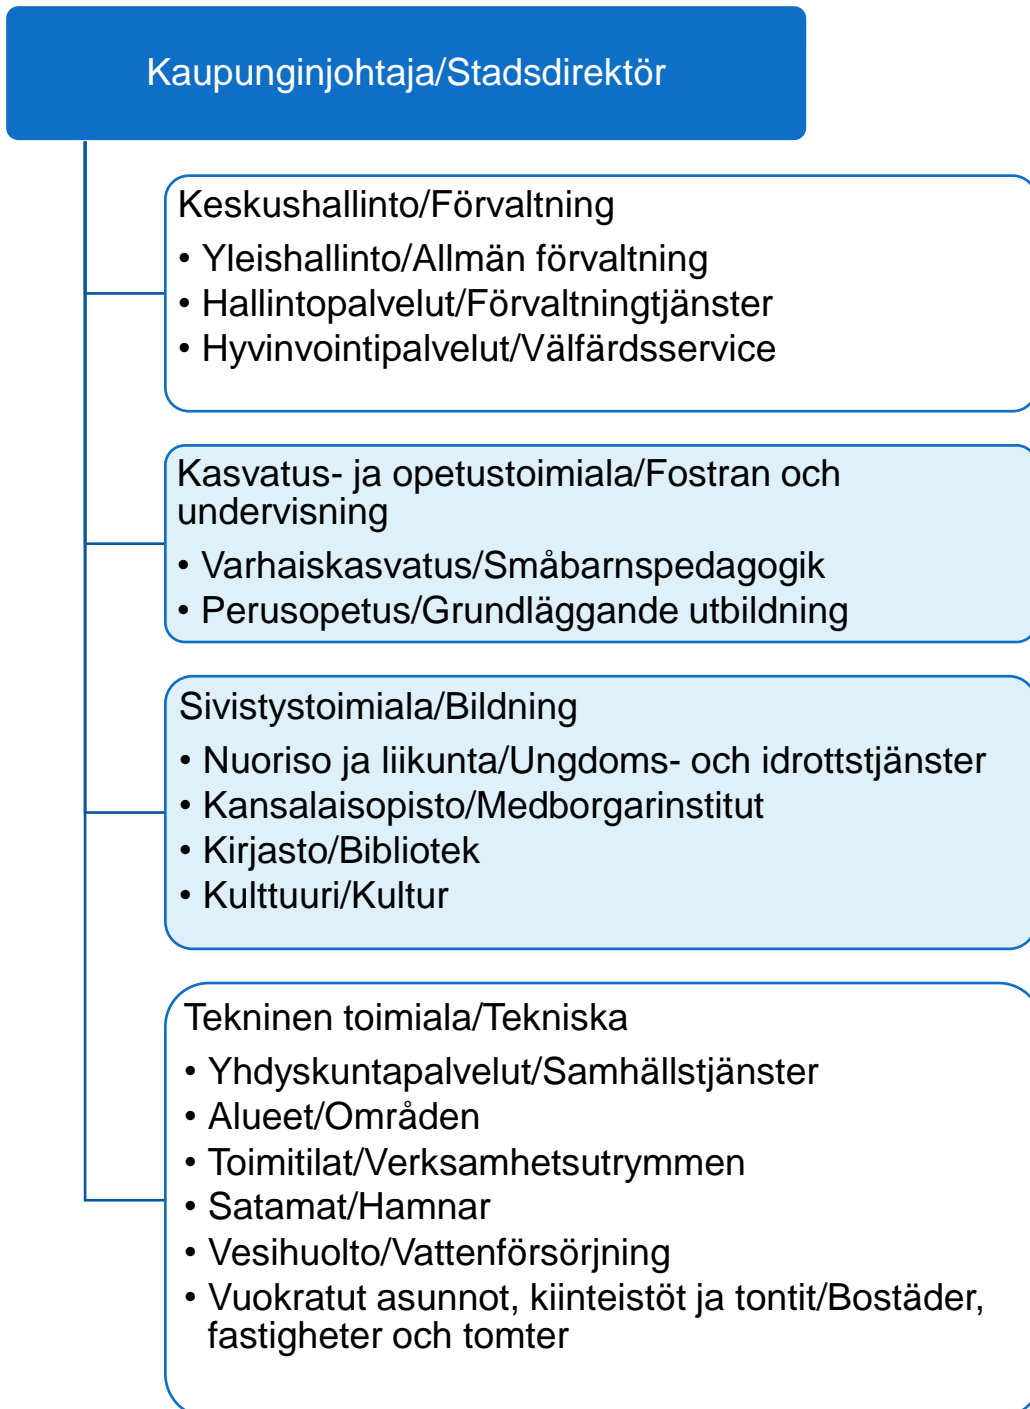 Kaupunginjohtaja/Stadsdirektör
Keskushallinto/Förvaltning
• Yleishallinto/Allmän förvaltning
• Hallintopalvelut/Förvaltningtjänster
• Hyvinvointipalvelut/Välfärdsservice
Kasvatus- ja opetustoimiala/Fostran och
undervisning
• Varhaiskasvatus/Småbarnspedagogik
• Perusopetus/Grundläggande utbildning
Sivistystoimiala/Bildning
• Nuoriso ja liikunta/Ungdoms- och idrottstjänster
• Kansalaisopisto/Medborgarinstitut
• Kirjasto/Bibliotek
• Kulttuuri/Kultur
Tekninen toimiala/Tekniska
• Yhdyskuntapalvelut/Samhällstjänster
• Alueet/Områden
• Toimitilat/Verksamhetsutrymmen
• Satamat/Hamnar
• Vesihuolto/Vattenförsörjning
• Vuokratut asunnot, kiinteistöt ja tontit/Bostäder,
fastigheter och tomter